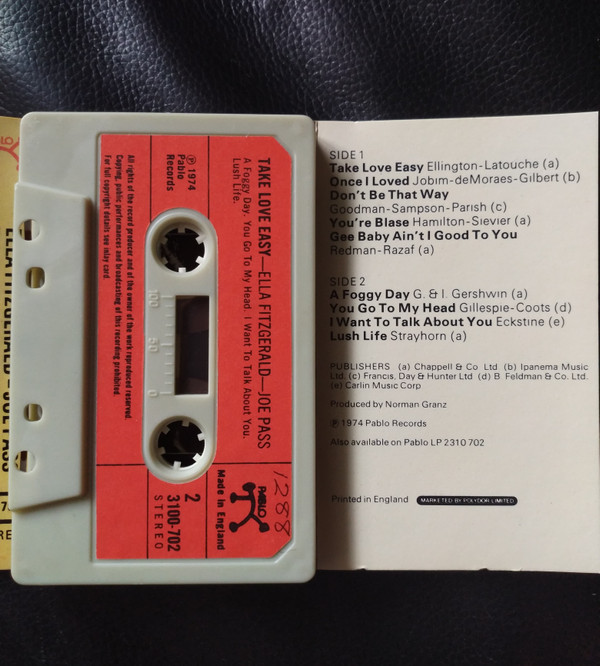 TAKE LOVE EASY—ELLA FITZGERALD—JOE PASS
A Foggy Day. You Go To My Head. I Want To Talk About You.
Lush Life.
℗ 1974
Pablo
Records
All rights of the record producer and of the owner of the work reproduced reserved.
Copying, public performances and broadcasting of this recording prohibited.
For full copyright details see inlay card.
100 50 0
1288
PABLO
Made in England
2
3100-702
STEREO
ELLA FITZGERALD - JOE PASS
SIDE 1
Take Love Easy Ellington-Latouche (a)
Once I Loved Jobim-deMoraes-Gilbert (b)
Don't Be That Way
Goodman-Sampson-Parish (c)
You're Blase Hamilton-Sievier (a)
Gee Baby Ain't I Good To You
Redman-Razaf (a)
SIDE 2
A Foggy Day G. & I. Gershwin (a)
You Go To My Head Gillespie-Coots (d)
I Want To Talk About You Eckstine (e)
Lush Life Strayhorn (a)
PUBLISHERS (a) Chappell & Co Ltd (b) Ipanema Music
Ltd. (c) Francis, Day & Hunter Ltd (d) B. Feldman & Co. Ltd.
(e) Carlin Music Corp
Produced by Norman Granz
℗ 1974 Pablo Records
Also available on Pablo LP 2310 702
Printed in England MARKETED BY POLYDOR LIMITED